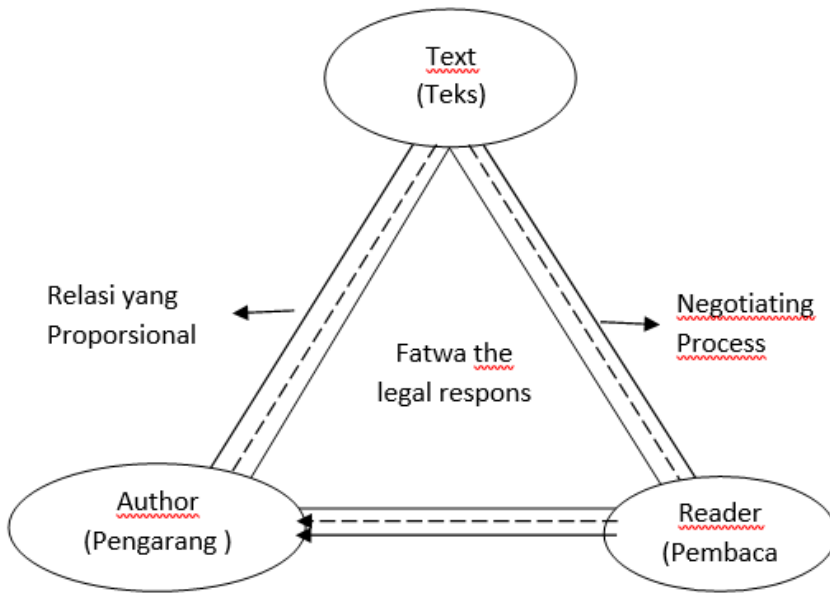 Text
(Teks)
Relasi yang
Proporsional
Negotiating
Process
Fatwa the
legal respons
Author
(Pengarang )
Reader
(Pembaca